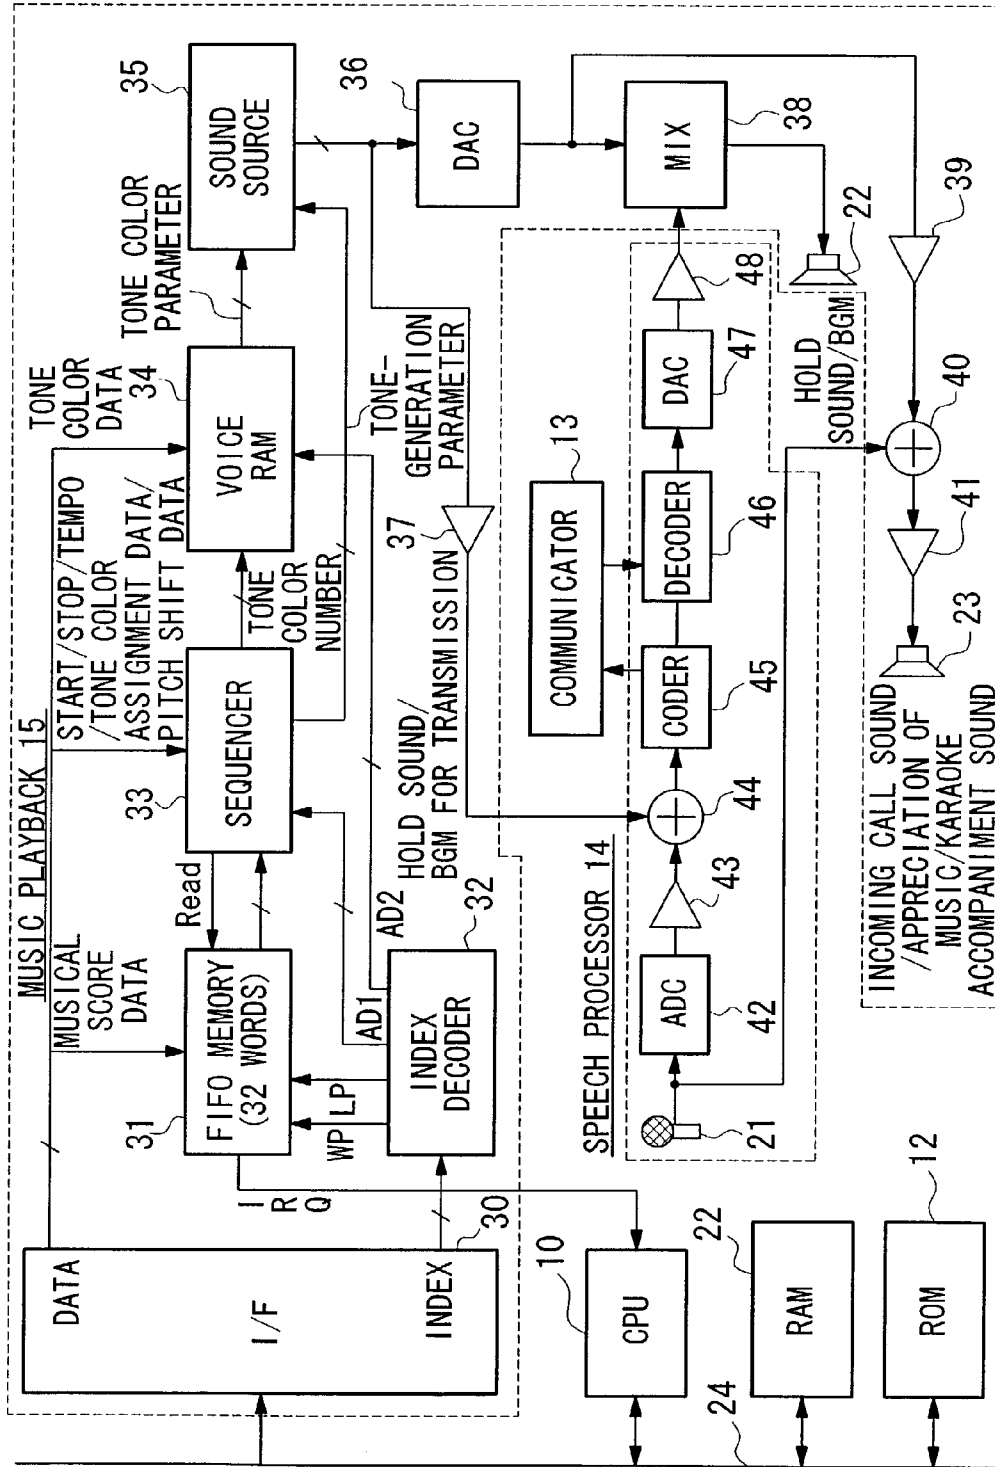 MUSIC PLAYBACK 15
DATA
I/F
INDEX
30
MUSICAL
SCORE
DATA
31
FIFO MEMORY
(32 WORDS)
I
R
Q
WP
LP
INDEX
DECODER
32
AD1
AD2
Read
START/STOP/TEMPO
/TONE COLOR
ASSIGNMENT DATA/
PITCH SHIFT DATA
33
SEQUENCER
TONE
COLOR
NUMBER
TONE
COLOR
DATA
34
VOICE
RAM
TONE COLOR
PARAMETER
35
SOUND
SOURCE
TONE-
GENERATION
PARAMETER
36
DAC
37
HOLD SOUND/
BGM FOR TRANSMISSION
MIX
38
22
HOLD
SOUND/BGM
39
40
41
23
INCOMING CALL SOUND
/APPRECIATION OF
MUSIC/KARAOKE
ACCOMPANIMENT SOUND
SPEECH PROCESSOR 14
21
ADC
42
43
44
CODER
45
COMMUNICATOR
13
DECODER
46
DAC
47
48
10
CPU
22
RAM
12
ROM
24